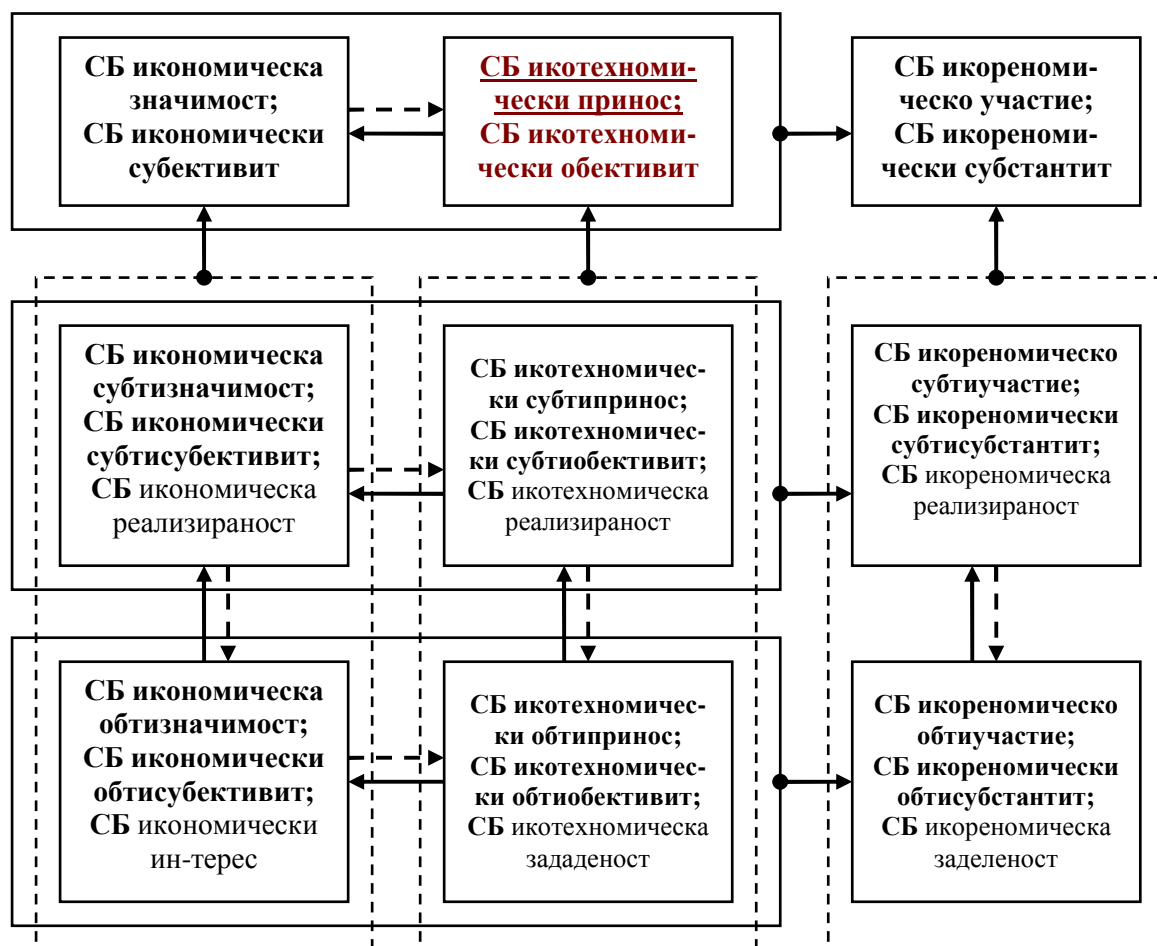 СБ икономическа
значимост;
СБ икономически
субективит
СБ икотехноми-
чески принос;
СБ икотехноми-
чески обективит
СБ икореноми-
ческо участие;
СБ икореноми-
чески субстантит
СБ икономическа
субтизначимост;
СБ икономически
субтисубективит;
СБ икономическа
реализираност
СБ икотехномичес-
ки субтипринос;
СБ икотехномичес-
ки субтиобективит;
СБ икотехномическа
реализираност
СБ икореномическо
субтиучастие;
СБ икореномически
субтисубстантит;
СБ икореномическа
реализираност
СБ икономическа
обтизначимост;
СБ икономически
обтисубективит;
СБ икономически
ин-терес
СБ икотехномичес-
ки обтипринос;
СБ икотехномичес-
ки обтиобективит;
СБ икотехномическа
зададеност
СБ икореномическо
обтиучастие;
СБ икореномически
обтисубстантит;
СБ икореномическа
заделеност